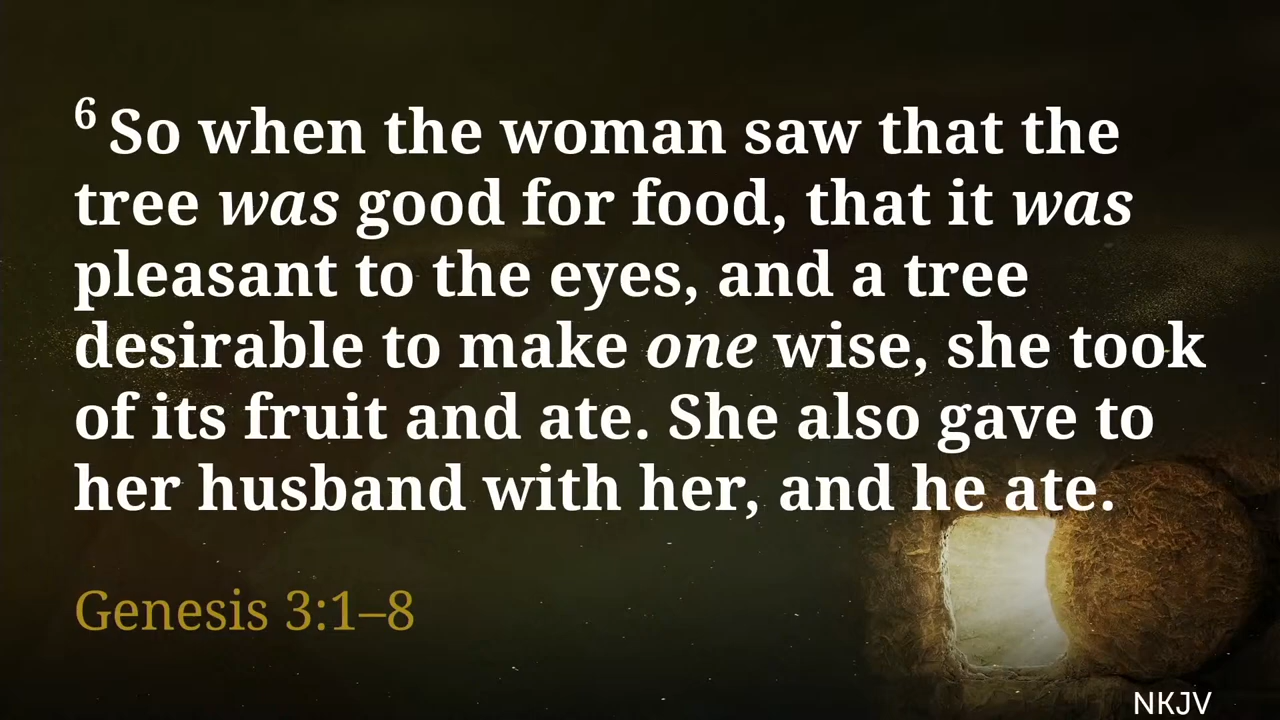 6 So when the woman saw that the
tree was good for food, that it was
pleasant to the eyes, and a tree
desirable to make one wise, she took
of its fruit and ate. She also gave to
her husband with her, and he ate.
Genesis 3:1–8
NKJV